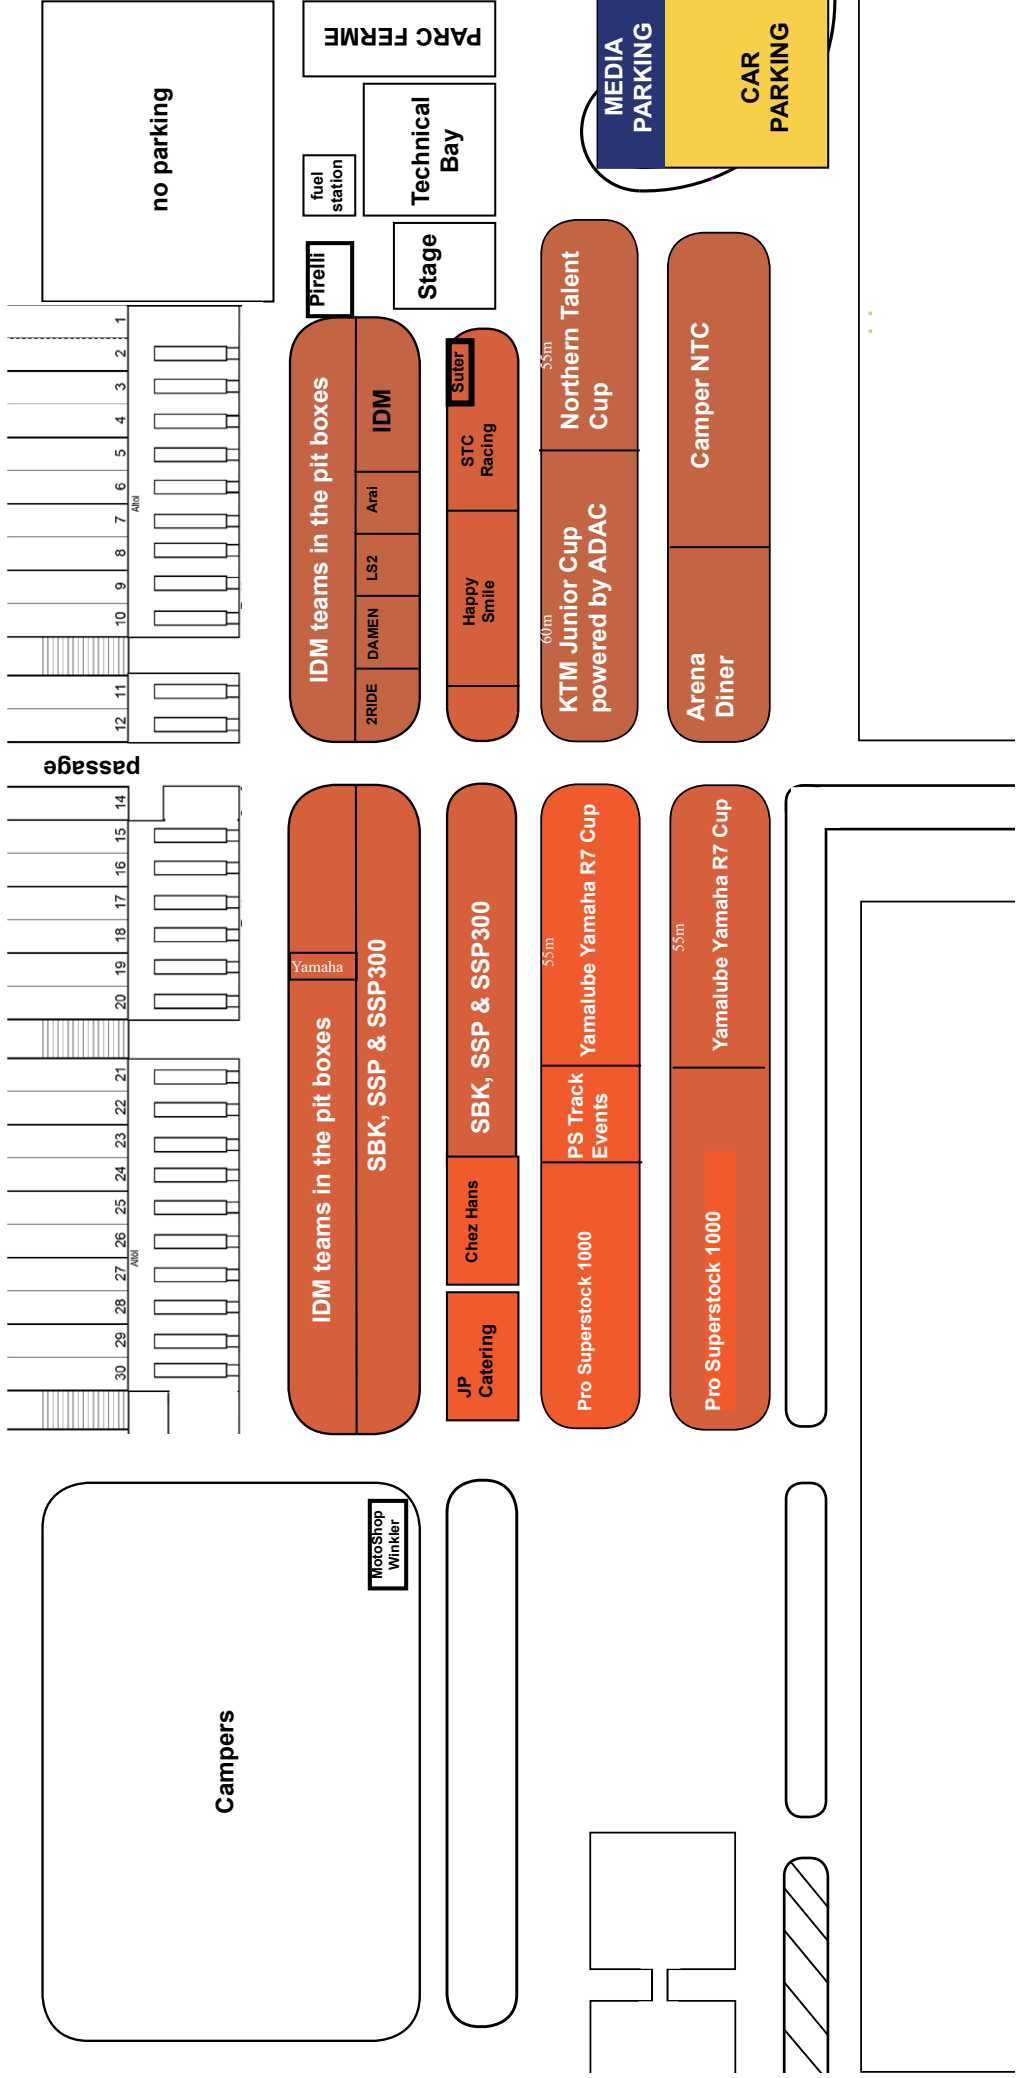 no parking
PARC FERME
fuel
station
Technical
Bay
MEDIA
PARKING
CAR
PARKING
Pirelli
Stage
1
2
3
4
5
6
7
8
9
10
11
12
Altöl
IDM teams in the pit boxes
IDM
Arai
LS2
DAMEN
2RIDE
Suter
STC
Racing
Happy
Smile
55m
Northern Talent
Cup
60m
KTM Junior Cup
powered by ADAC
Camper NTC
Arena
Diner
passage
14
15
16
17
18
19
20
21
22
23
24
25
26
27
28
29
30
Altöl
Yamaha
IDM teams in the pit boxes
SBK, SSP & SSP300
SBK, SSP & SSP300
Chez Hans
JP
Catering
55m
Yamalube Yamaha R7 Cup
PS Track
Events
Pro Superstock 1000
55m
Yamalube Yamaha R7 Cup
Pro Superstock 1000
MotoShop
Winkler
Campers